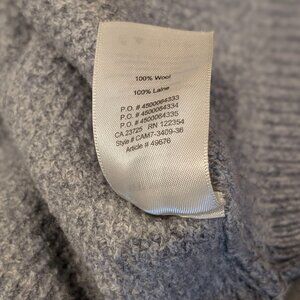 100% Wool
100% Laine
P.O. # 4500064333
P.O. # 4500064334
P.O. # 4500064335
CA 23725 RN 122354
Style # CAM7-3409-36
Article # 49676